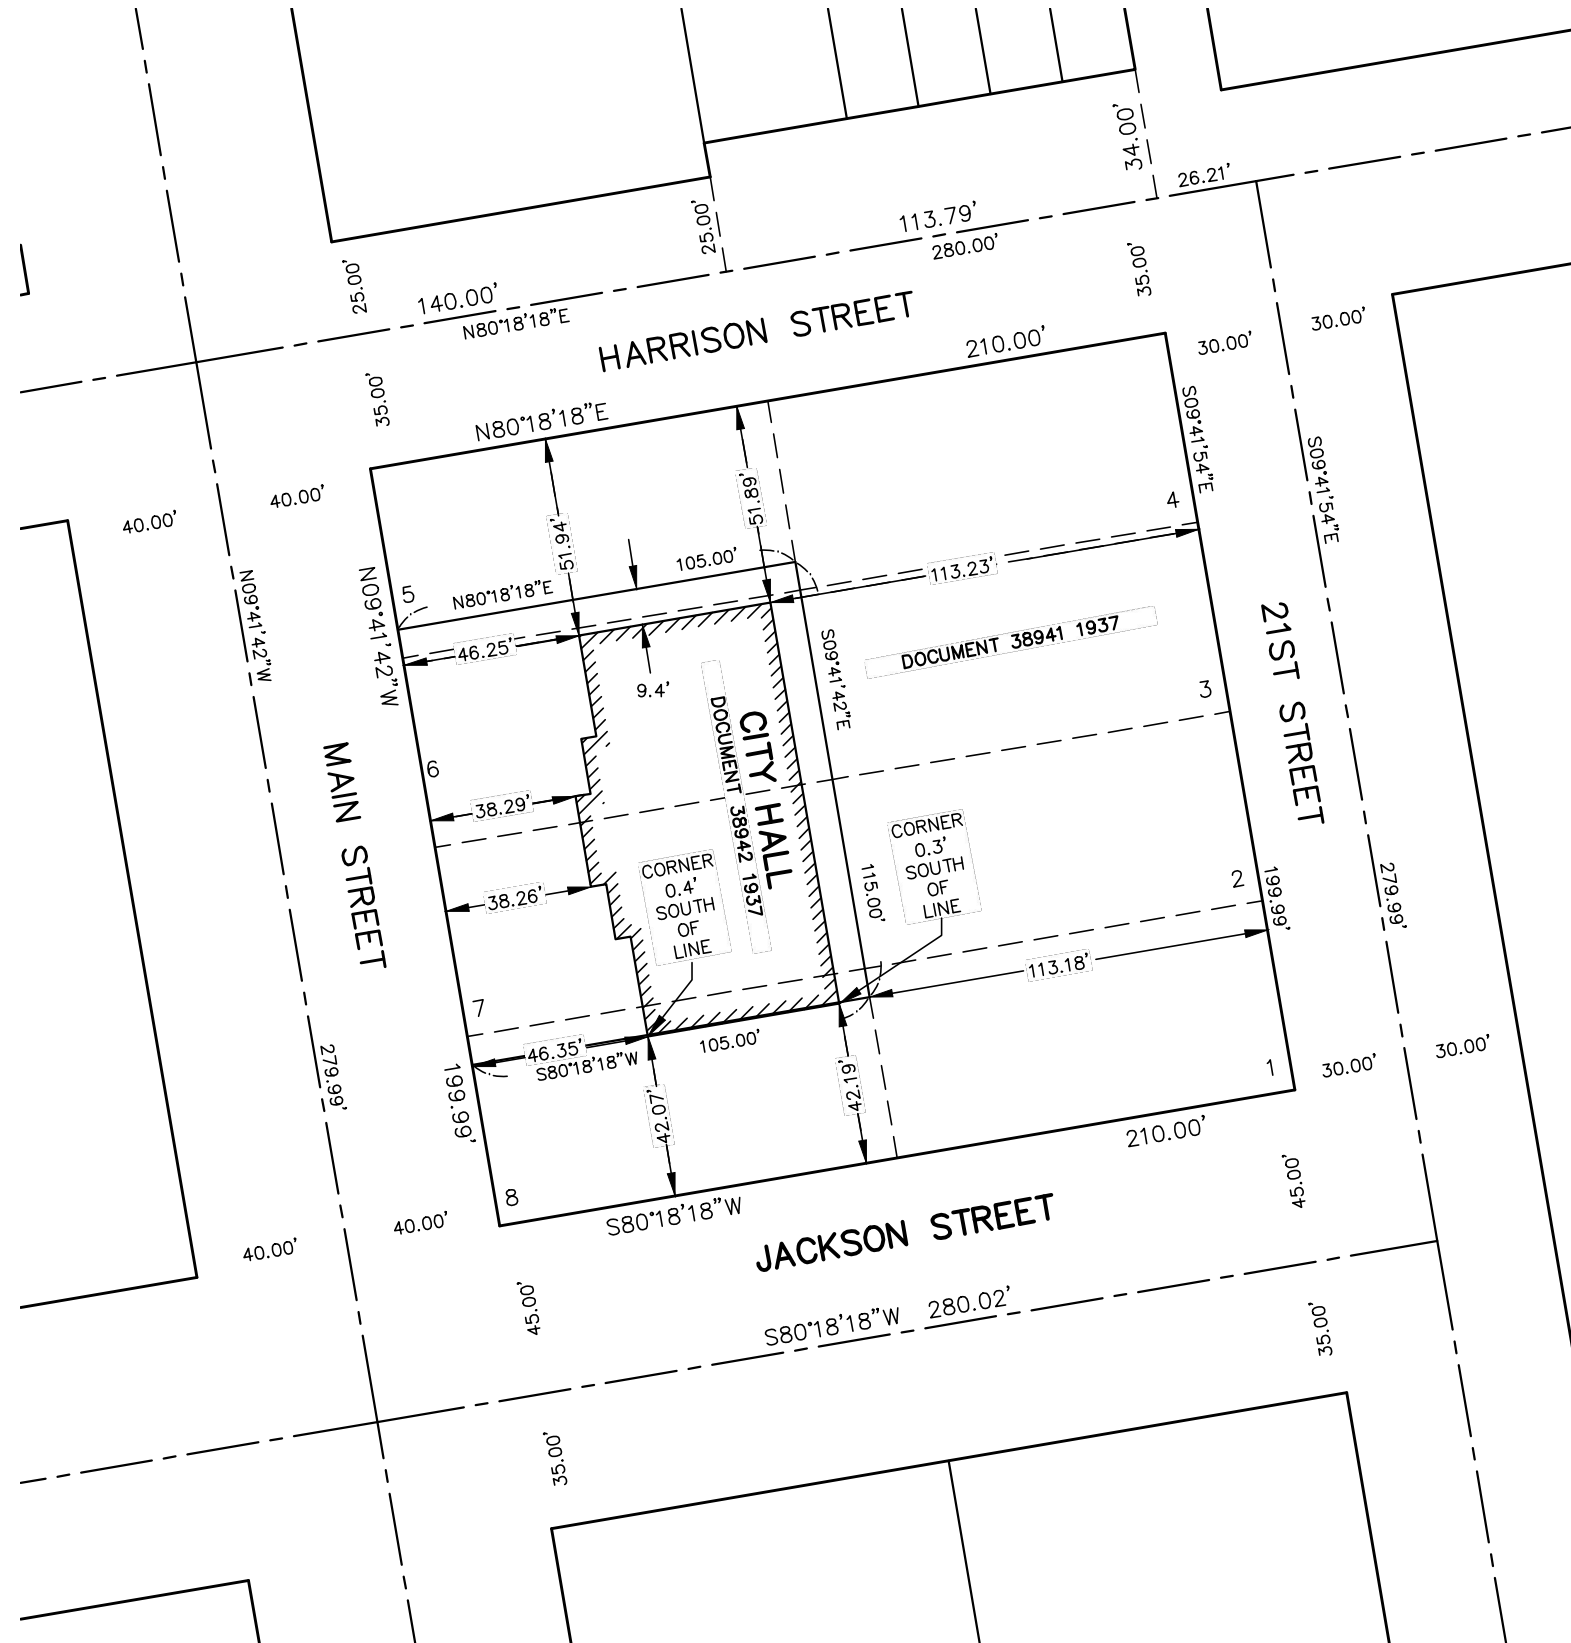 34.00'
26.21'
25.00'
113.79'
280.00'
25.00'
140.00'
N80°18'18"E
HARRISON STREET
35.00'
30.00'
30.00'
210.00'
35.00'
N80°18'18"E
S09°41'54"E
S09°41'54"E
40.00'
40.00'
51.94'
51.89'
4
105.00'
113.23'
N09°41'42"W
N09°41'42"W
5
N80°18'18"E
46.25'
9.4'
S09°41'42"E
DOCUMENT 38941 1937
21ST STREET
3
MAIN STREET
6
38.29'
CITY HALL
DOCUMENT 38942 1937
CORNER
0.4'
SOUTH
OF
LINE
CORNER
0.3'
SOUTH
OF
LINE
38.26'
115.00'
2
199.99'
279.99'
113.18'
7
46.35'
S80°18'18"W
105.00'
279.99'
199.99'
42.07'
42.19'
1
30.00'
30.00'
210.00'
8
S80°18'18"W
40.00'
40.00'
45.00'
JACKSON STREET
45.00'
S80°18'18"W 280.02'
35.00'
35.00'